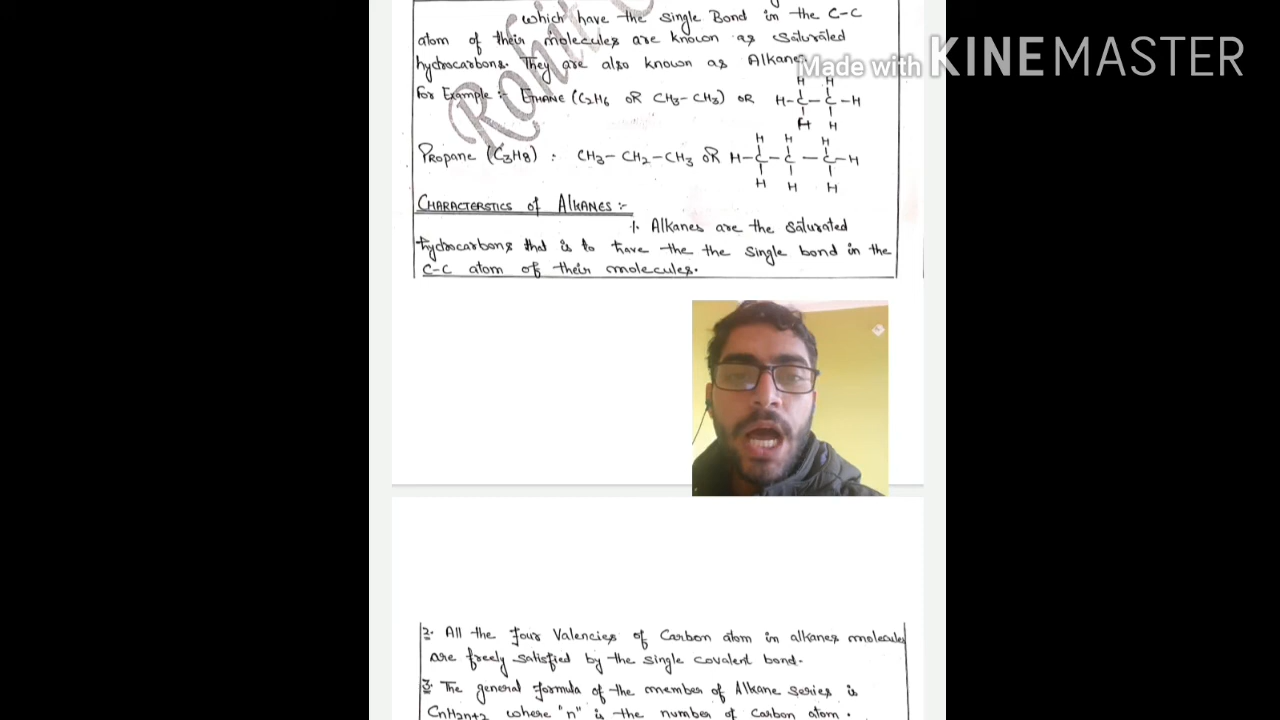 which have the single Bond in the C-C
atom of their molecules are known as saturated
hydrocarbons. They are also known as Alkanes
Made with KINEMASTER
For Example :- ETHANE (C2H6 OR CH3-CH3) OR
H H
H-C-C-H
H H
Propane (C3H8) : CH3-CH2-CH3 OR
H H H
H-C-C-C-H
H H H
CHARACTERSTICS of AlKANES :-
1. Alkanes are the saturated
hydrocarbons that is to have the the single bond in the
C-C atom of their molecules.
2. All the four Valencies of Carbon atom in alkanes molecule
are freely satisfied by the single covalent bond.
3. The general formula of the member of Alkane series is
CnH2n+2 where "n" is the number of Carbon atom.